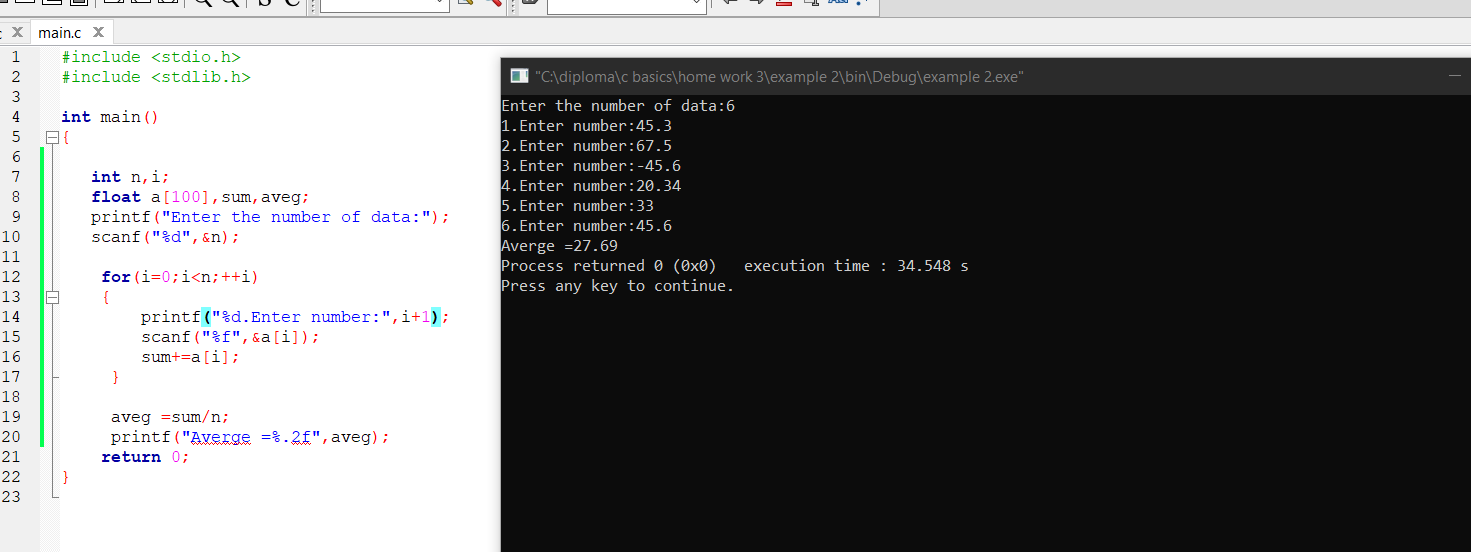 main.c
1 #include <stdio.h>
2 #include <stdlib.h>
3
4 int main()
5 {
6
7 int n,i;
8 float a[100],sum,aveg;
9 printf("Enter the number of data:");
10 scanf("%d",&n);
11
12 for(i=0;i<n;++i)
13 {
14 printf("%d.Enter number:",i+1);
15 scanf("%f",&a[i]);
16 sum+=a[i];
17 }
18
19 aveg =sum/n;
20 printf("Averge =%.2f",aveg);
21 return 0;
22 }
23
"C:\diploma\c basics\home work 3\example 2\bin\Debug\example 2.exe"
Enter the number of data:6
1.Enter number:45.3
2.Enter number:67.5
3.Enter number:-45.6
4.Enter number:20.34
5.Enter number:33
6.Enter number:45.6
Averge =27.69
Process returned 0 (0x0)   execution time : 34.548 s
Press any key to continue.